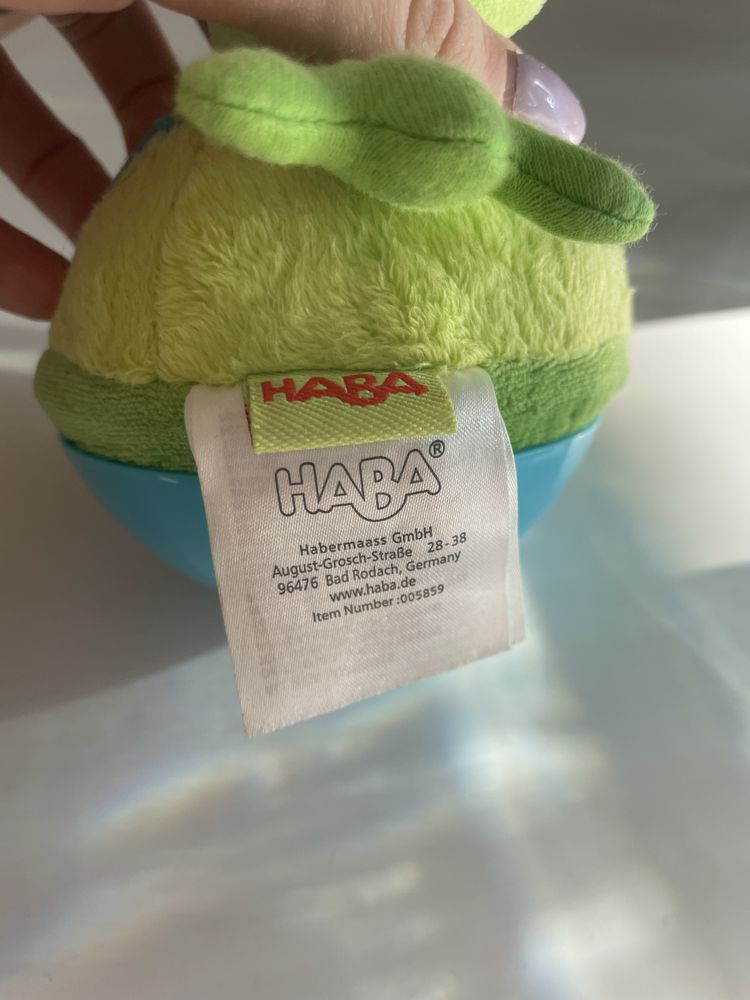 HABA
HABA®
Habermaass GmbH
August-Grosch-Straße 28-38
96476 Bad Rodach, Germany
www.haba.de
Item Number :005859